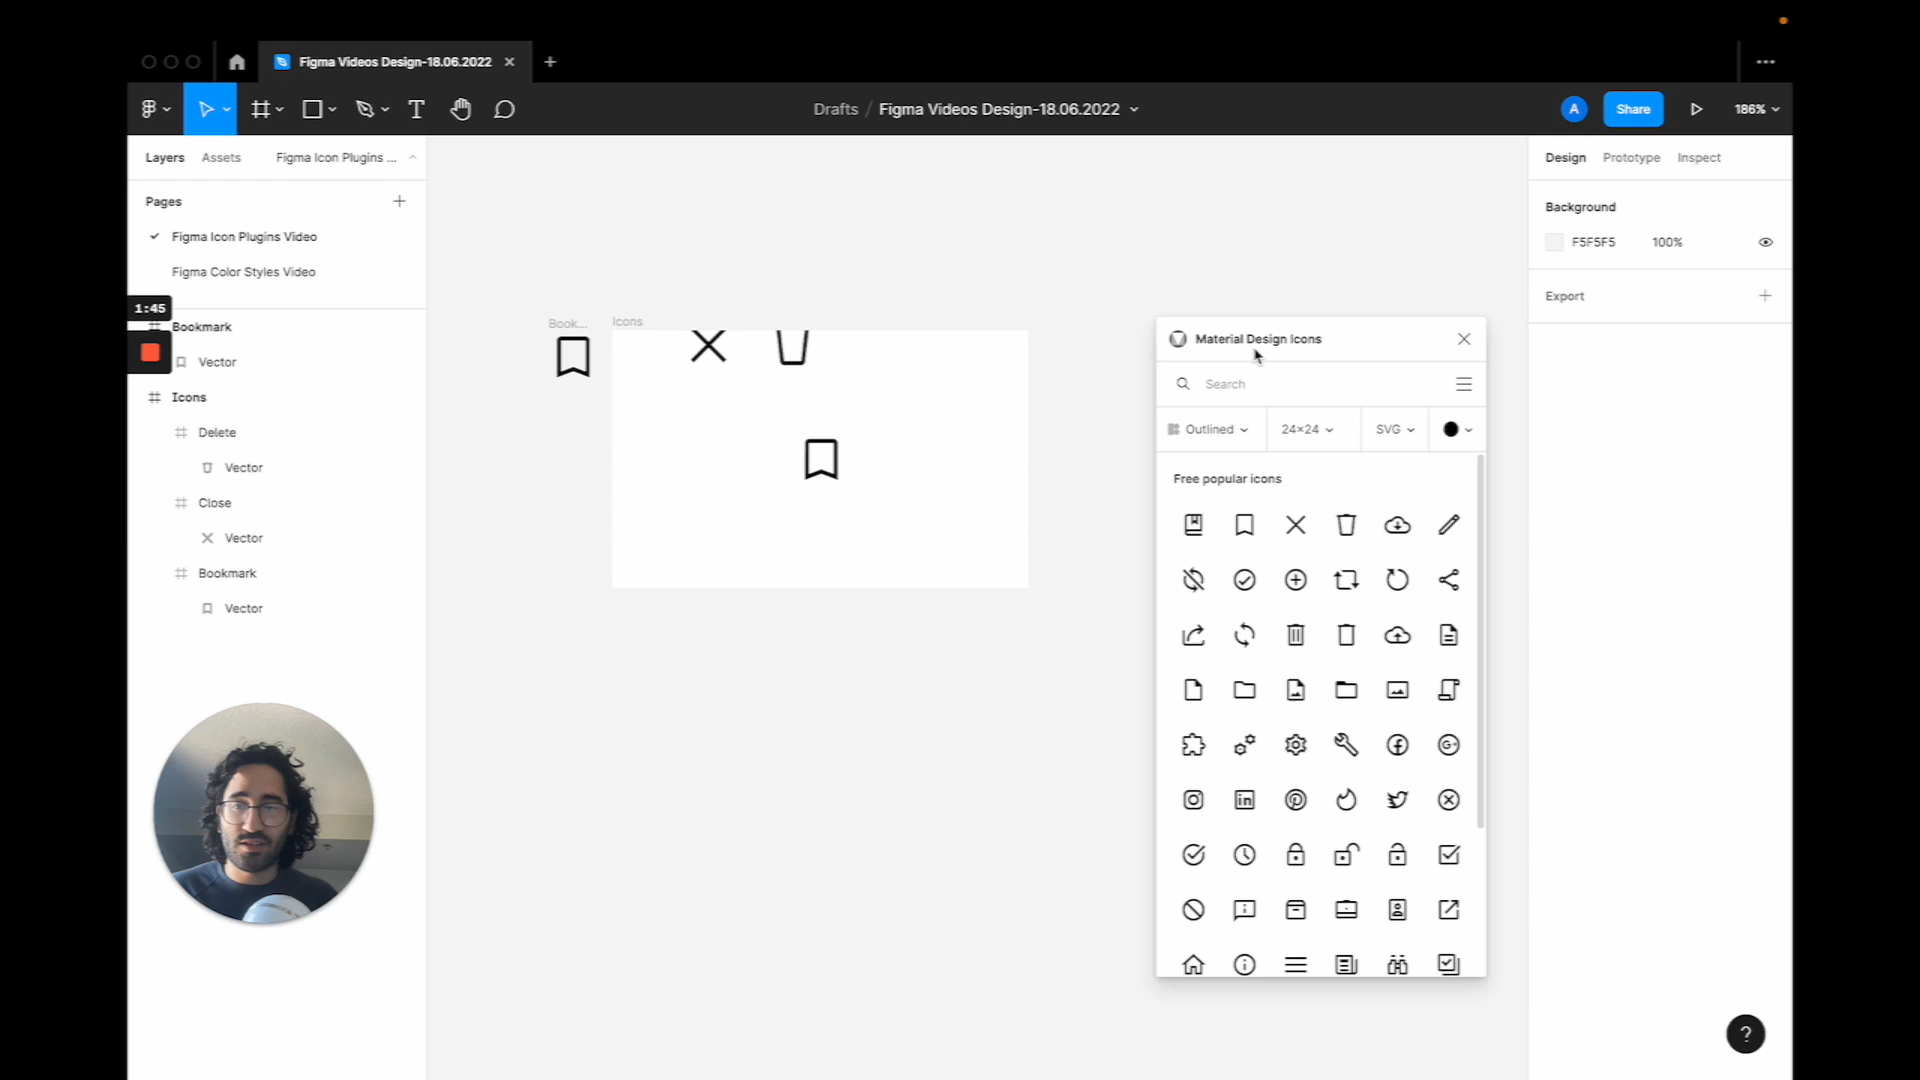 Figma Videos Design-18.06.2022
Drafts / Figma Videos Design-18.06.2022
A
Share
186%
Layers
Assets
Figma Icon Plugins ...
Pages
Figma Icon Plugins Video
Figma Color Styles Video
1:45
Bookmark
Vector
Icons
Delete
Vector
Close
Vector
Bookmark
Vector
Book...
Icons
Material Design Icons
Search
Outlined
24×24
SVG
Free popular icons
Design
Prototype
Inspect
Background
F5F5F5
100%
Export
?